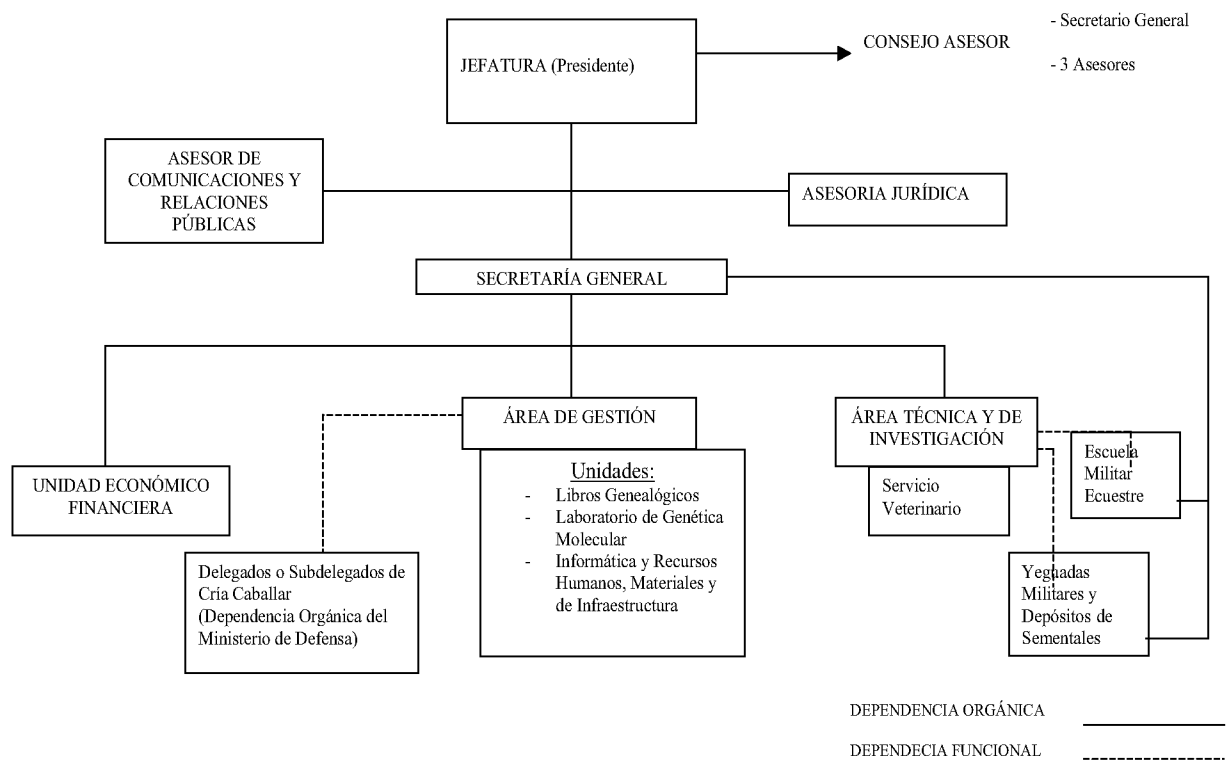 JEFATURA (Presidente)
CONSEJO ASESOR
- Secretario General
- 3 Asesores
ASESOR DE
COMUNICACIONES Y
RELACIONES
PÚBLICAS
ASESORIA JURÍDICA
SECRETARÍA GENERAL
UNIDAD ECONÓMICO
FINANCIERA
ÁREA DE GESTIÓN
Unidades:
- Libros Genealógicos
- Laboratorio de Genética
Molecular
- Informática y Recursos
Humanos, Materiales y
de Infraestructura
Delegados o Subdelegados de
Cría Caballar
(Dependencia Orgánica del
Ministerio de Defensa)
ÁREA TÉCNICA Y DE
INVESTIGACIÓN
Servicio
Veterinario
Escuela
Militar
Ecuestre
Yeguadas
Militares y
Depósitos de
Sementales
DEPENDENCIA ORGÁNICA
DEPENDECIA FUNCIONAL